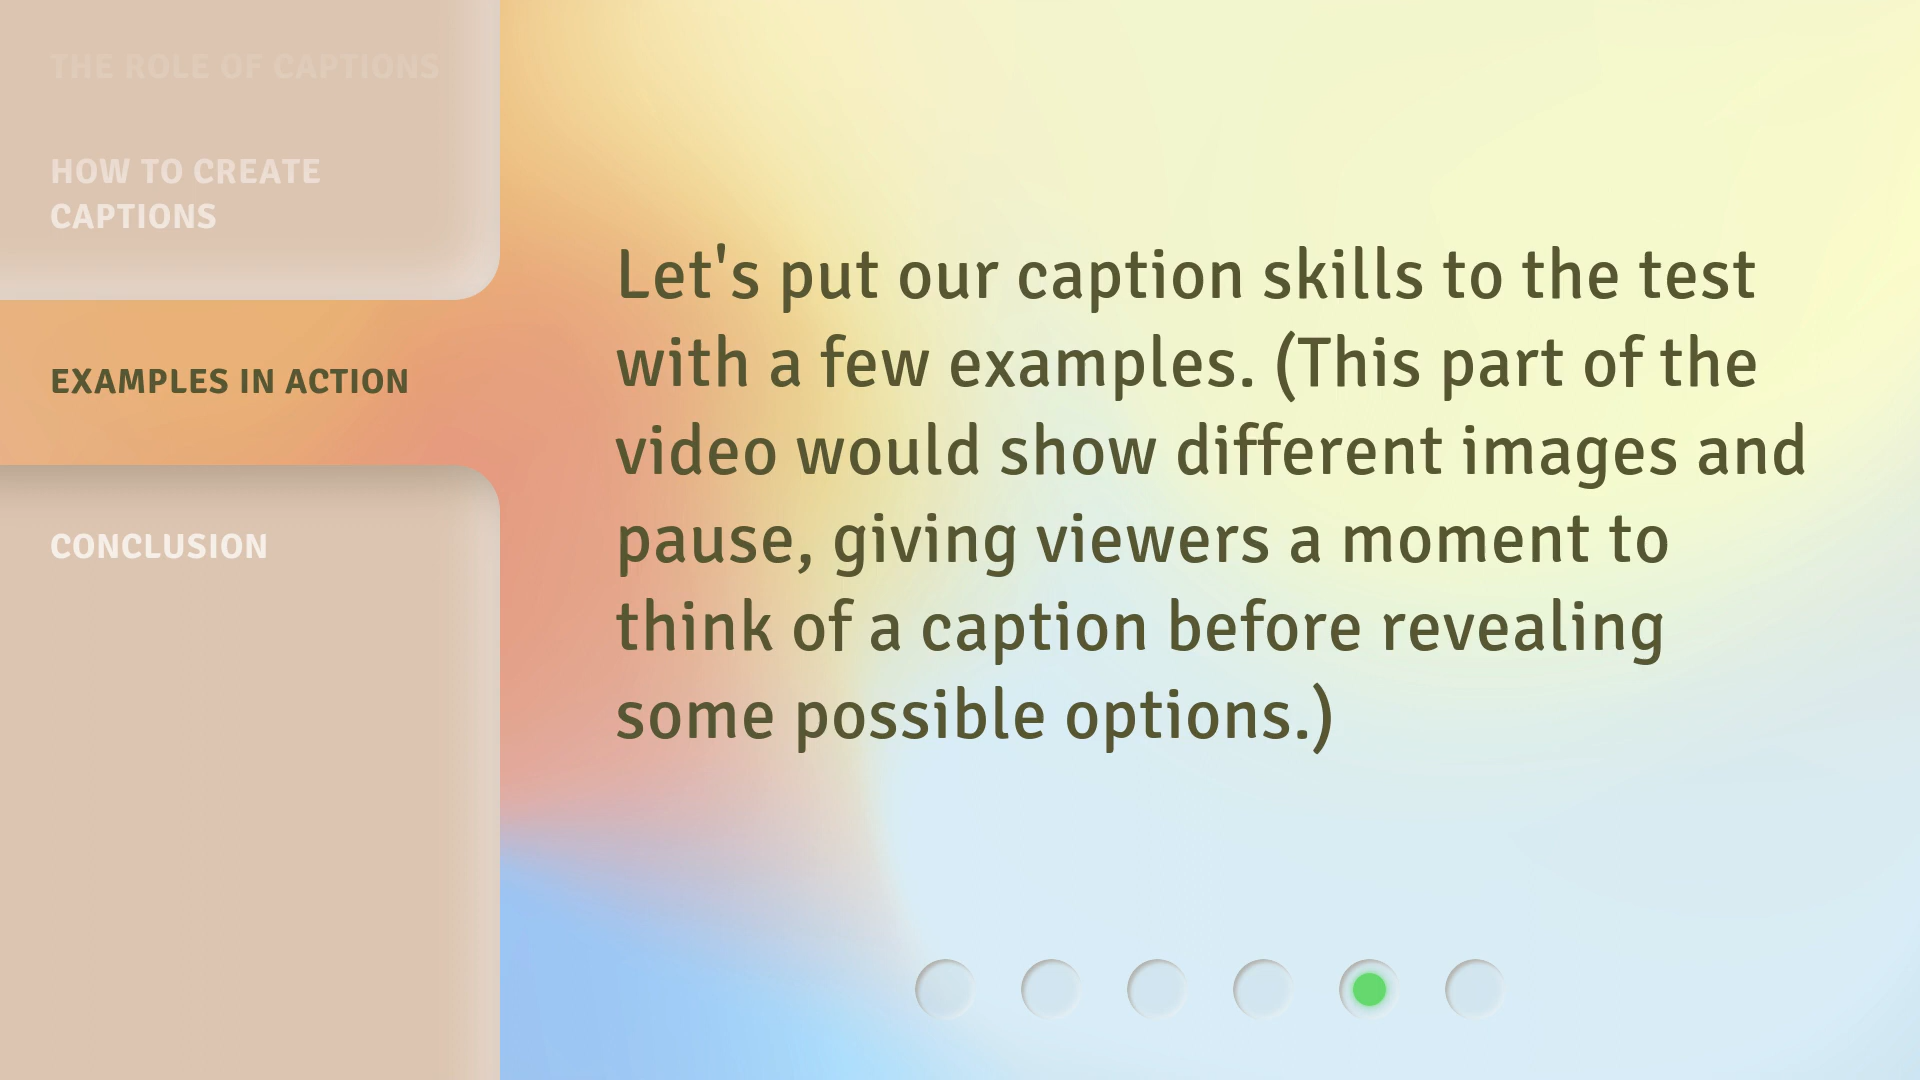 THE ROLE OF CAPTIONS
HOW TO CREATE
CAPTIONS
EXAMPLES IN ACTION
CONCLUSION
Let's put our caption skills to the test
with a few examples. (This part of the
video would show different images and
pause, giving viewers a moment to
think of a caption before revealing
some possible options.)